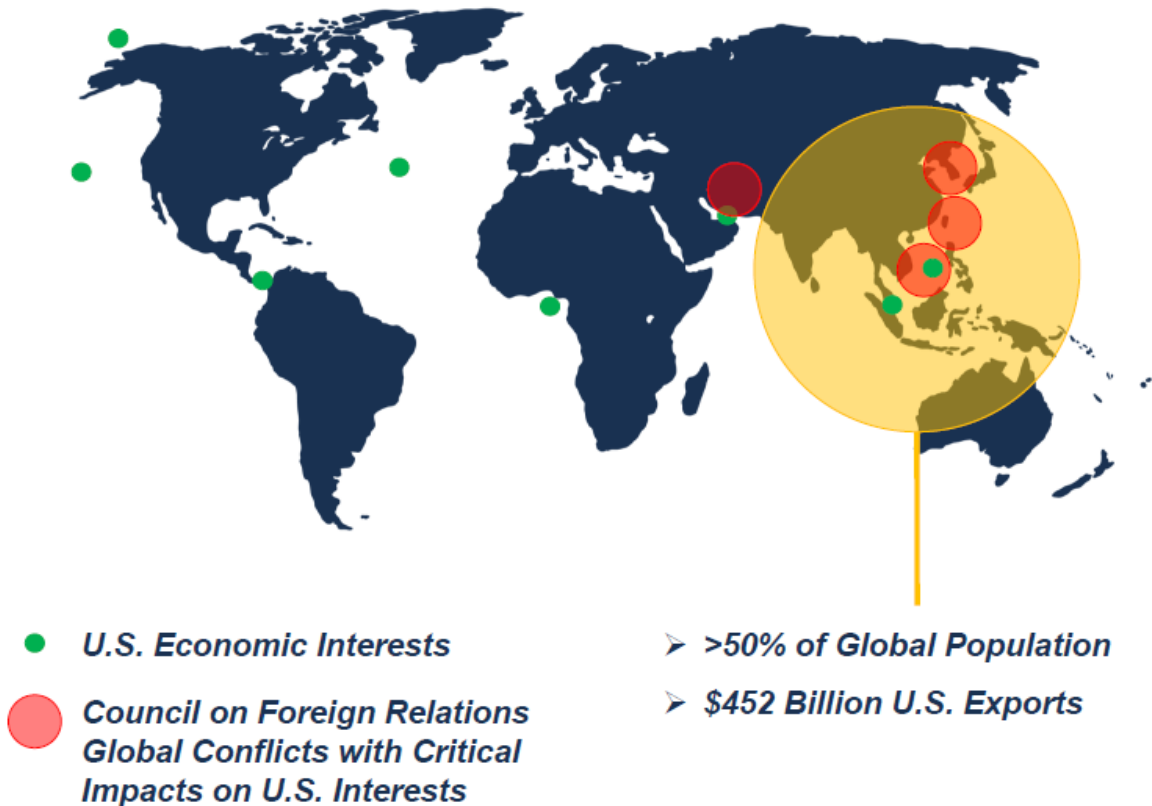 U.S. Economic Interests
Council on Foreign Relations
Global Conflicts with Critical
Impacts on U.S. Interests
➢ >50% of Global Population
➢ $452 Billion U.S. Exports